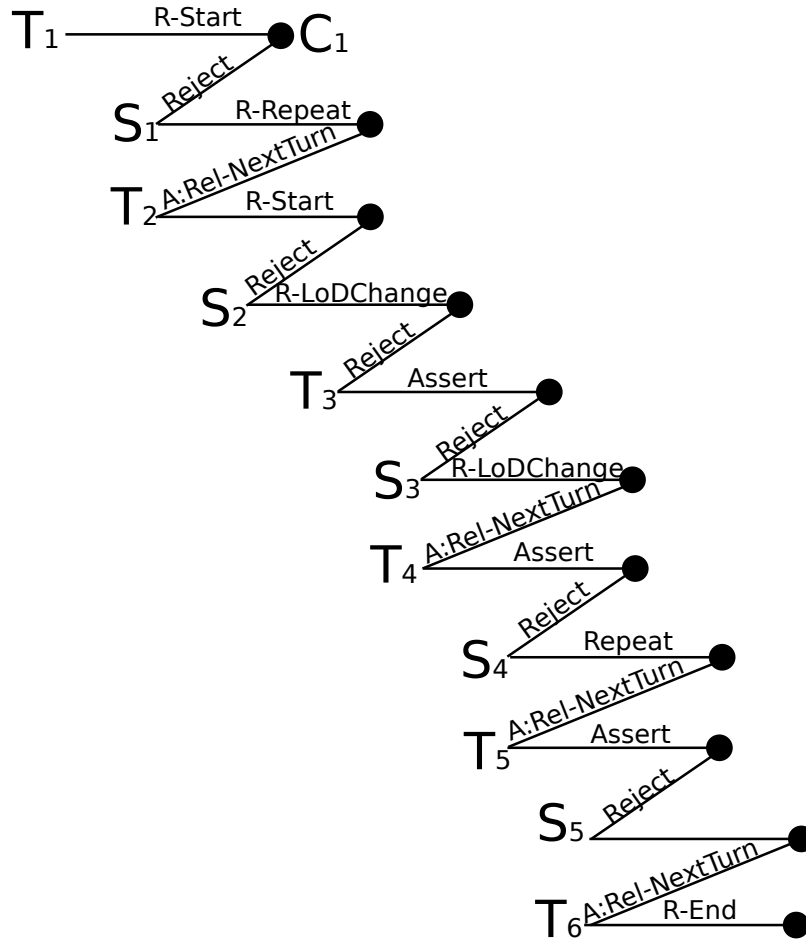 T1 R-Start C1
Reject
S1 R-Repeat
A:Rel-NextTurn
T2 R-Start
Reject
S2 R-LoDChange
Reject
T3 Assert
Reject
S3 R-LoDChange
A:Rel-NextTurn
T4 Assert
Reject
S4 Repeat
A:Rel-NextTurn
T5 Assert
Reject
S5
A:Rel-NextTurn
T6 R-End